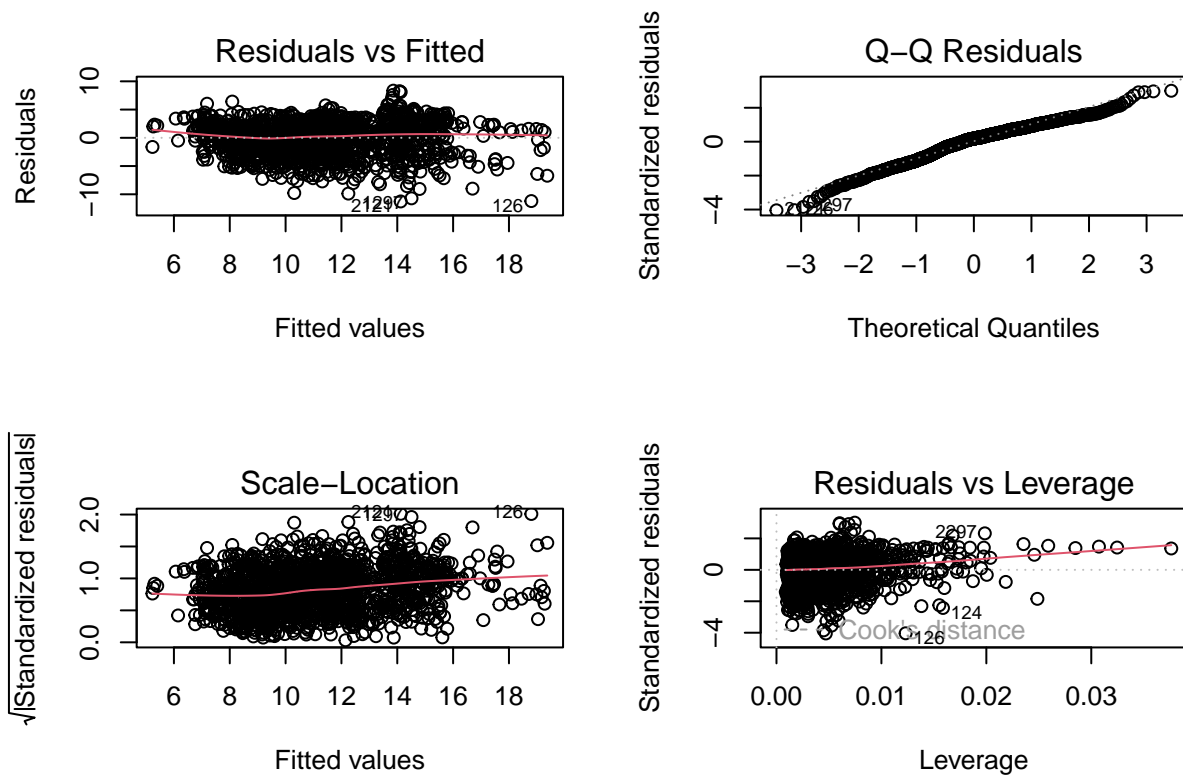 Residuals vs Fitted
Residuals
10
0
−10
126
6 8 10 12 14 16 18
Fitted values
Q−Q Residuals
Standardized residuals
0
−4
−3 −2 −1 0 1 2 3
Theoretical Quantiles
Scale−Location
√|Standardized residuals|
2.0
1.0
0.0
126
6 8 10 12 14 16 18
Fitted values
Residuals vs Leverage
Standardized residuals
0
−4
2297
124
126
Cook's distance
0.00 0.01 0.02 0.03
Leverage